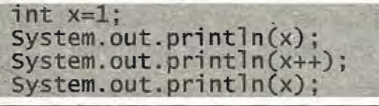 int x=1;
System.out.println(x);
System.out.println(x++);
System.out.println(x);